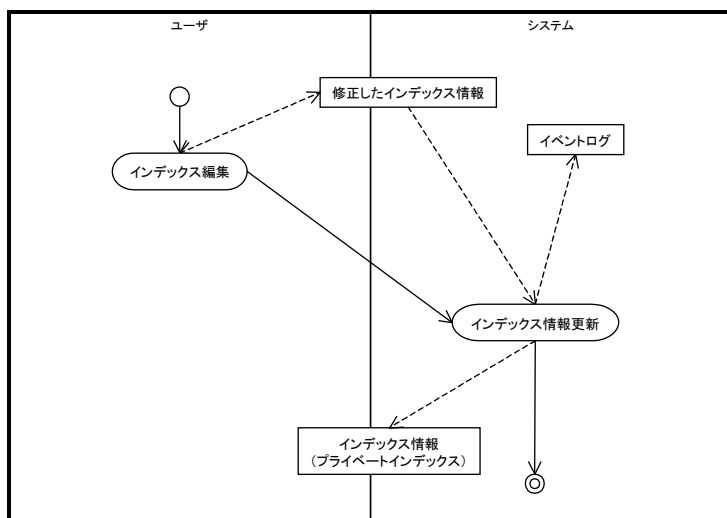 ユーザ
システム
修正したインデックス情報
イベントログ
インデックス編集
インデックス情報更新
インデックス情報
（プライベートインデックス）